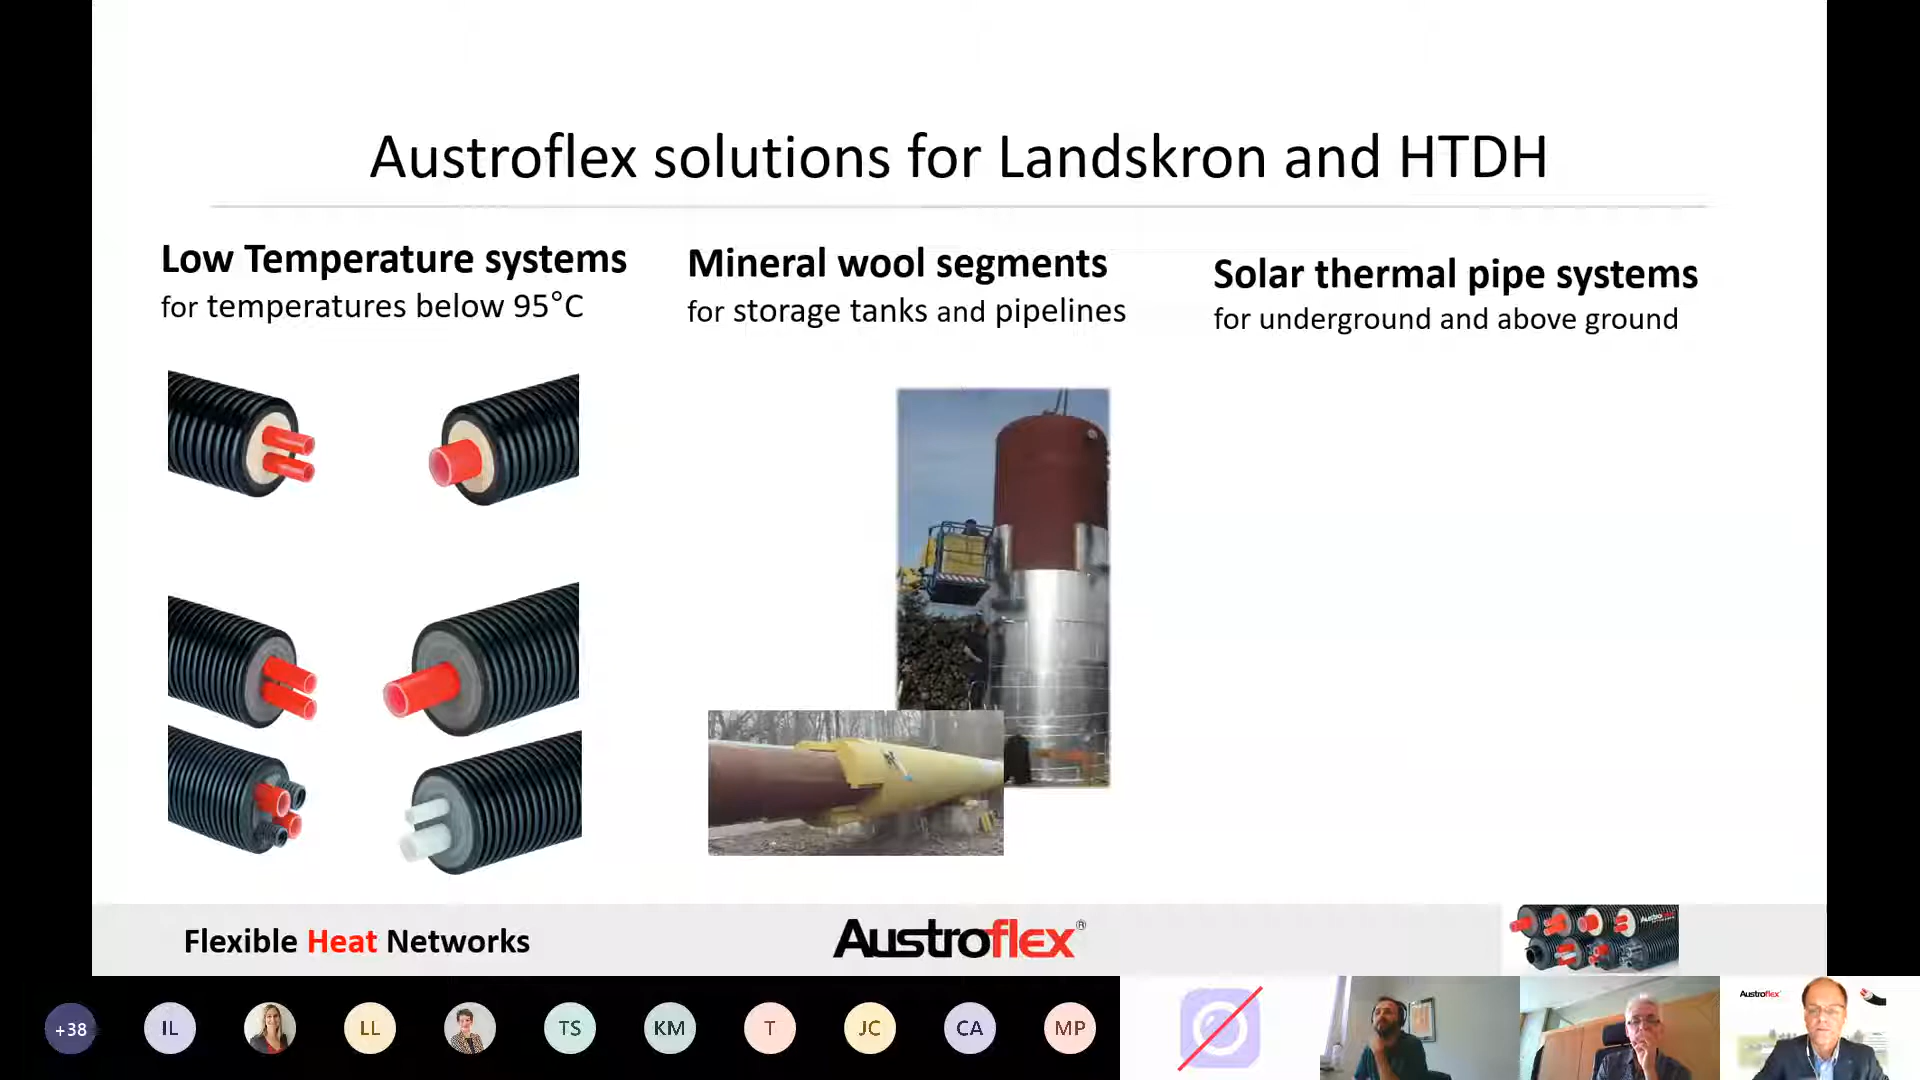 Austroflex solutions for Landskron and HTDH
Low Temperature systems
for temperatures below 95°C
Mineral wool segments
for storage tanks and pipelines
Solar thermal pipe systems
for underground and above ground
Flexible Heat Networks
Austroflex®
+38
IL
LL
TS
KM
T
JC
CA
MP
Austroflex